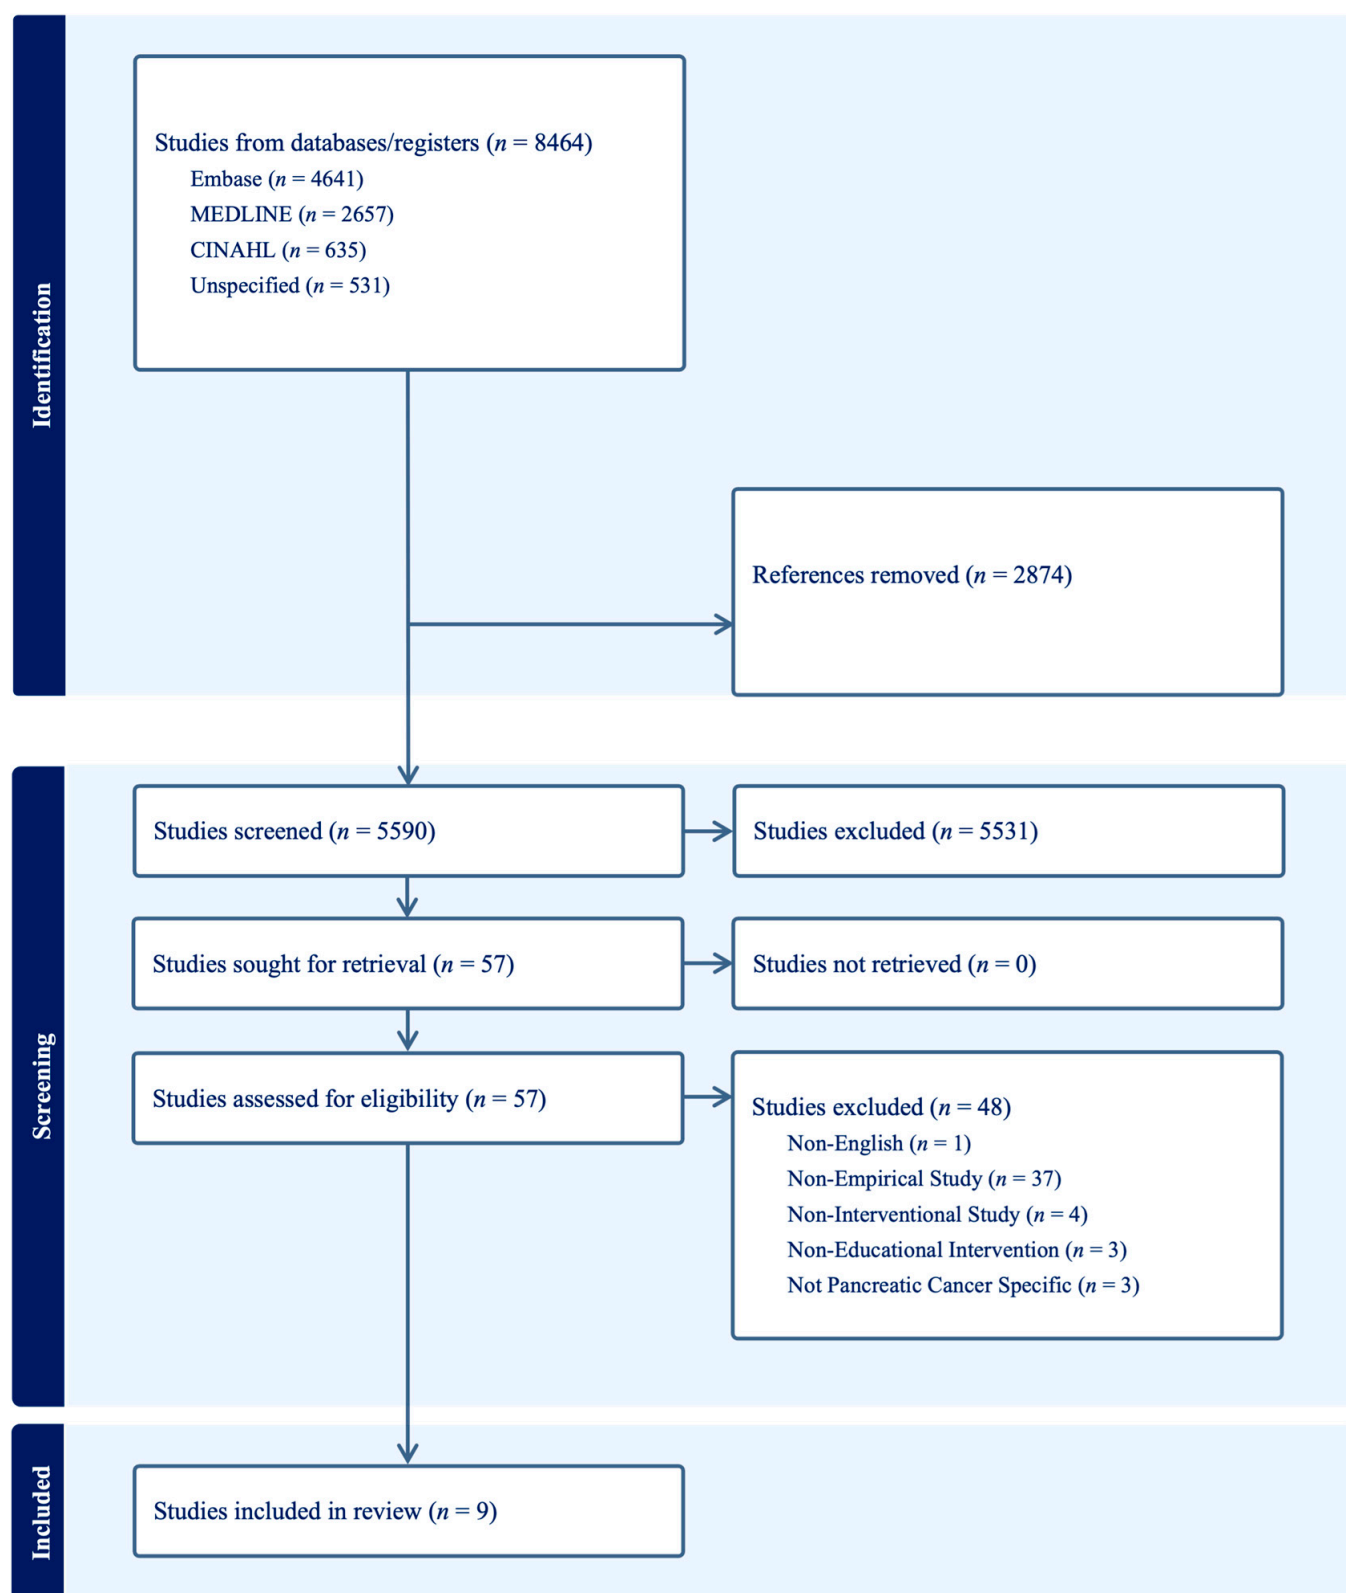 Identification
Studies from databases/registers (n = 8464)
Embase (n = 4641)
MEDLINE (n = 2657)
CINAHL (n = 635)
Unspecified (n = 531)
References removed (n = 2874)
Screening
Studies screened (n = 5590)
Studies excluded (n = 5531)
Studies sought for retrieval (n = 57)
Studies not retrieved (n = 0)
Studies assessed for eligibility (n = 57)
Studies excluded (n = 48)
Non-English (n = 1)
Non-Empirical Study (n = 37)
Non-Interventional Study (n = 4)
Non-Educational Intervention (n = 3)
Not Pancreatic Cancer Specific (n = 3)
Included
Studies included in review (n = 9)